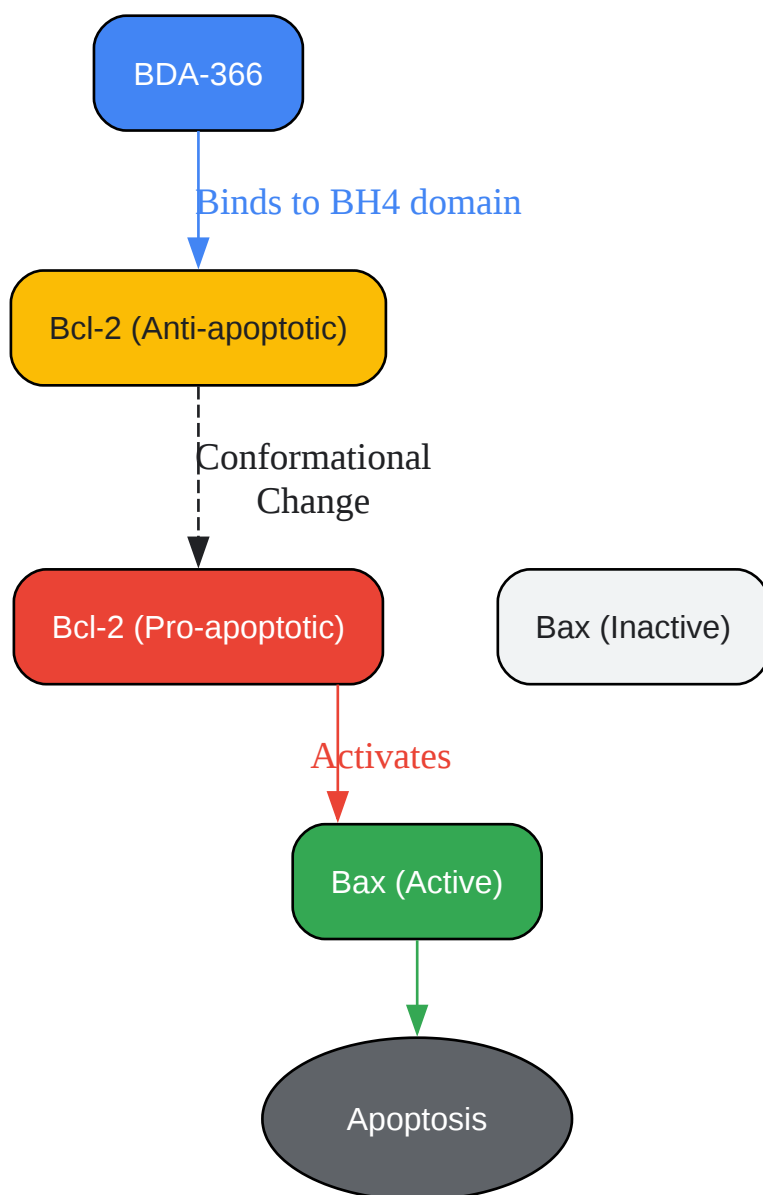 BDA-366
Binds to BH4 domain
Bcl-2 (Anti-apoptotic)
Conformational
Change
Bcl-2 (Pro-apoptotic)
Bax (Inactive)
Activates
Bax (Active)
Apoptosis